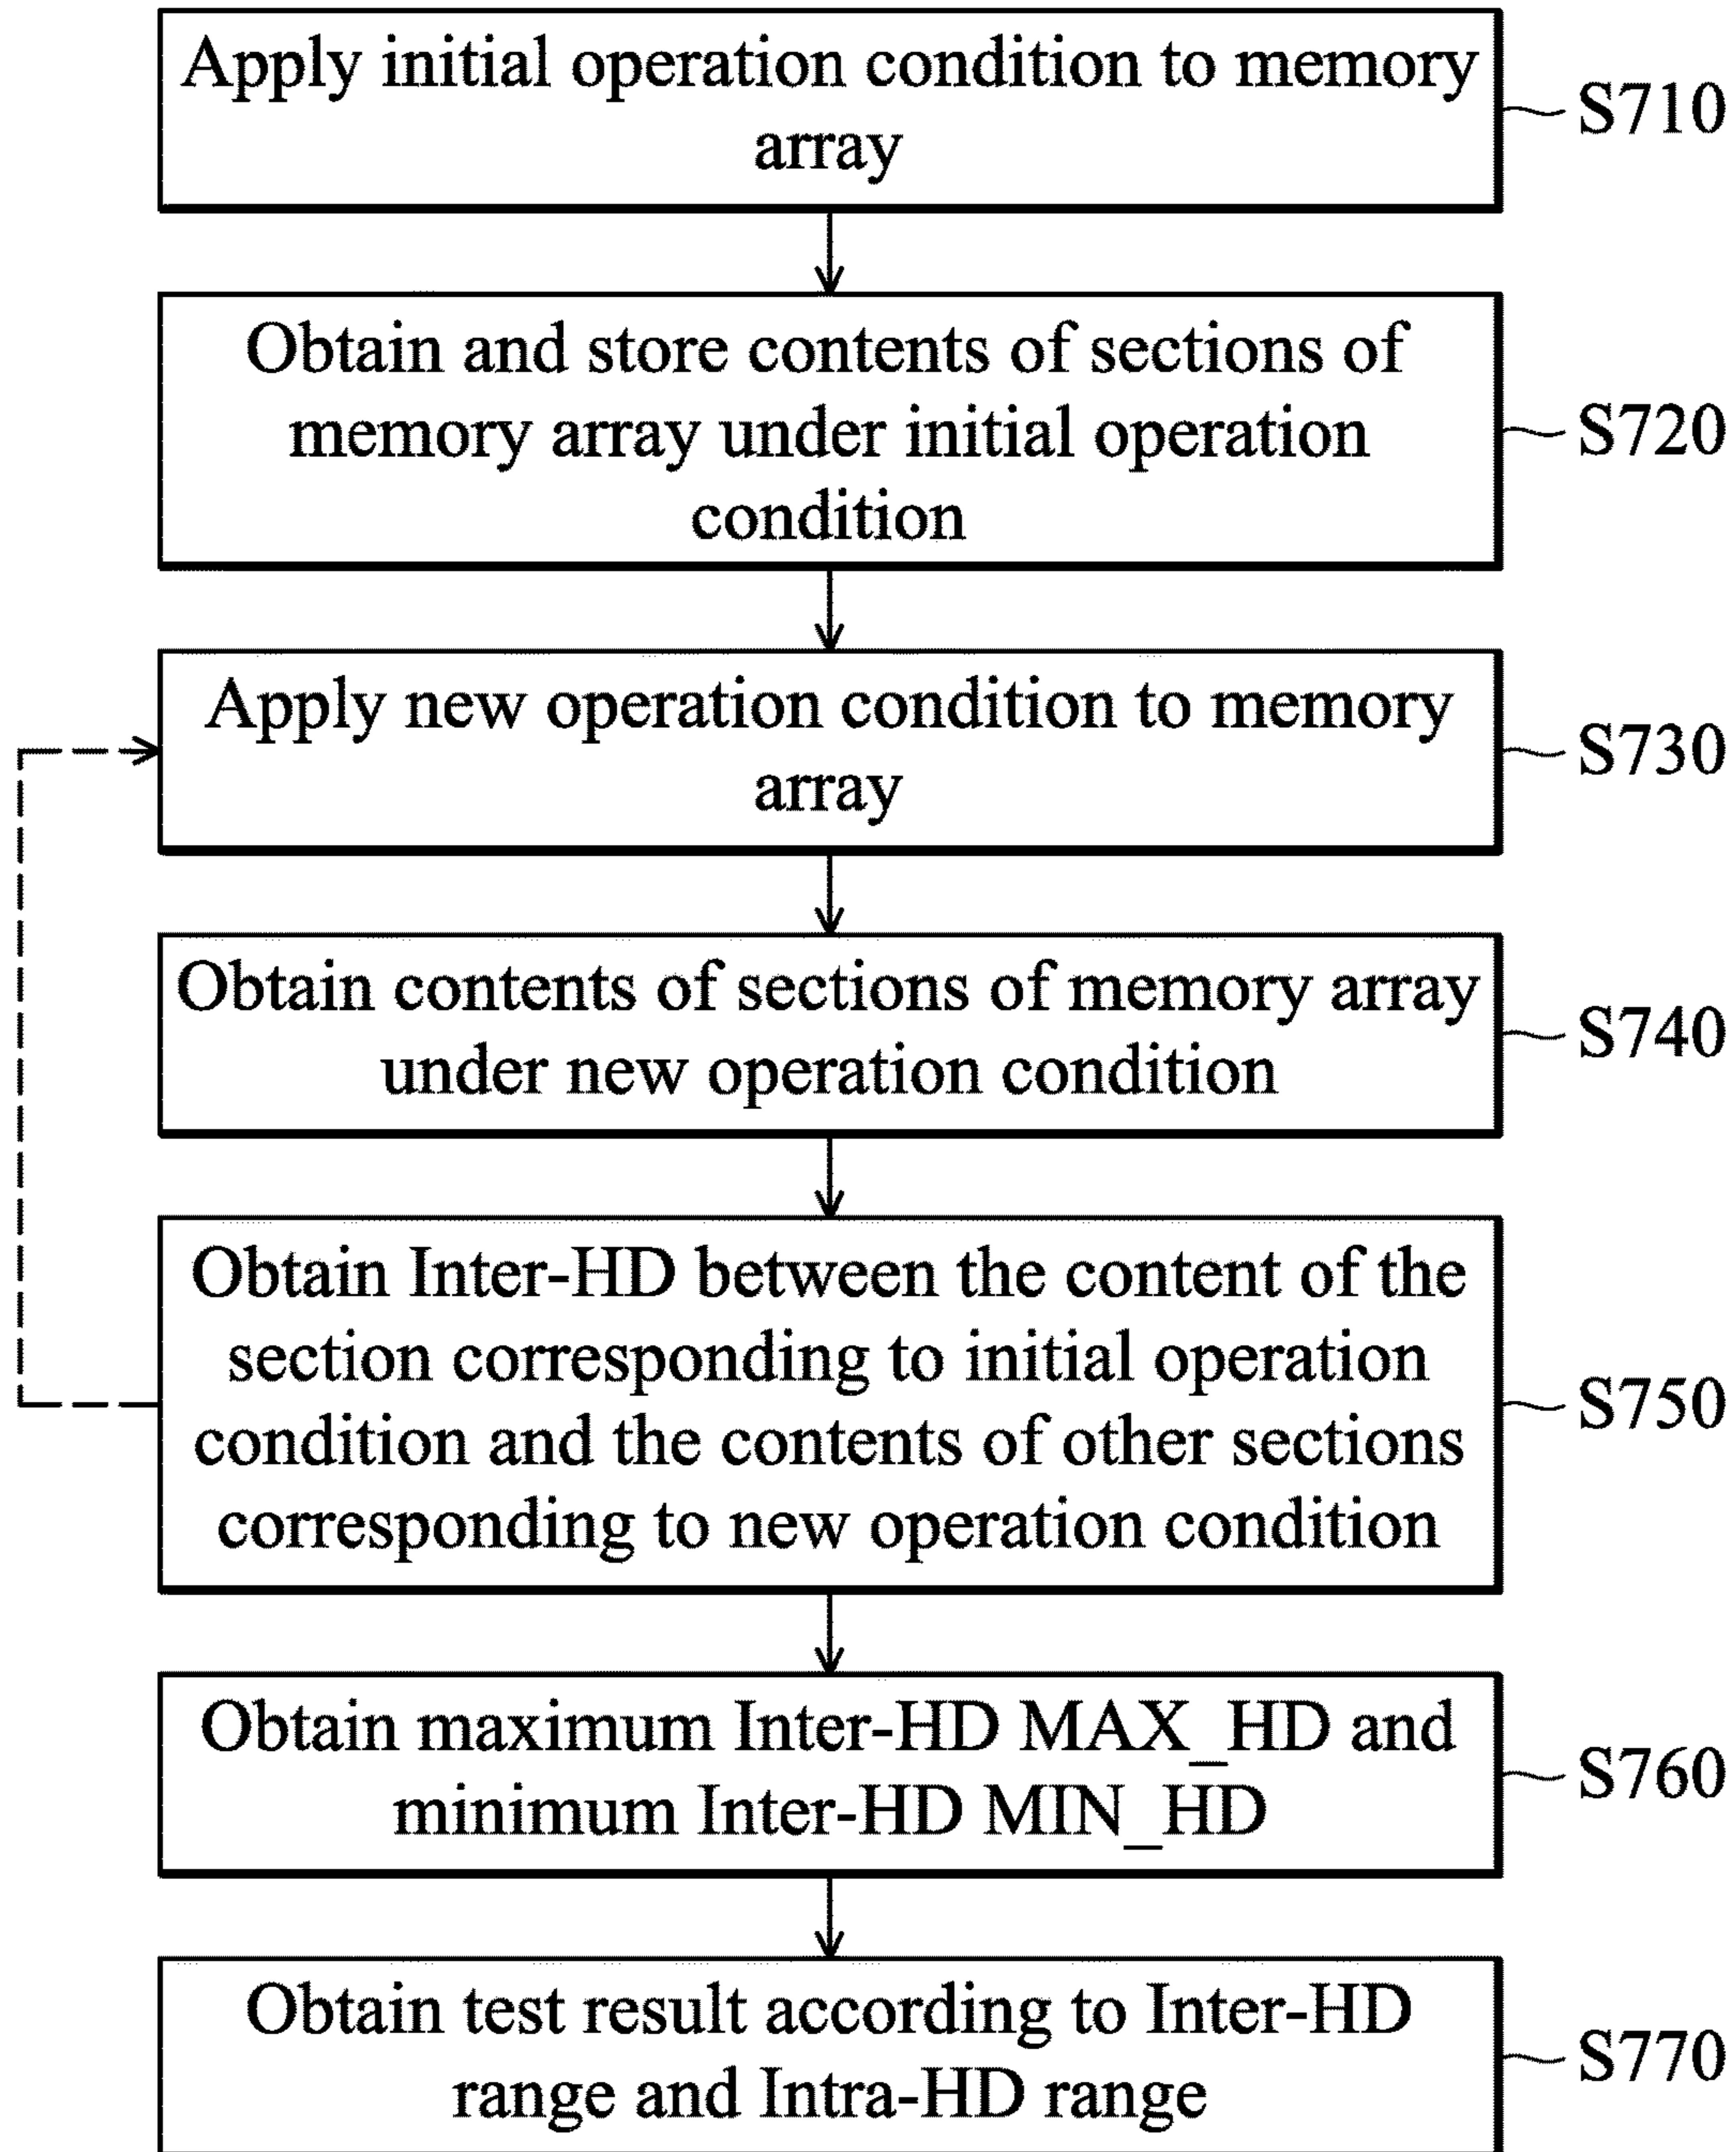 Apply initial operation condition to memory
array
S710
Obtain and store contents of sections of
memory array under initial operation
condition
S720
Apply new operation condition to memory
array
S730
Obtain contents of sections of memory array
under new operation condition
S740
Obtain Inter-HD between the content of the
section corresponding to initial operation
condition and the contents of other sections
corresponding to new operation condition
S750
Obtain maximum Inter-HD MAX_HD and
minimum Inter-HD MIN_HD
S760
Obtain test result according to Inter-HD
range and Intra-HD range
S770